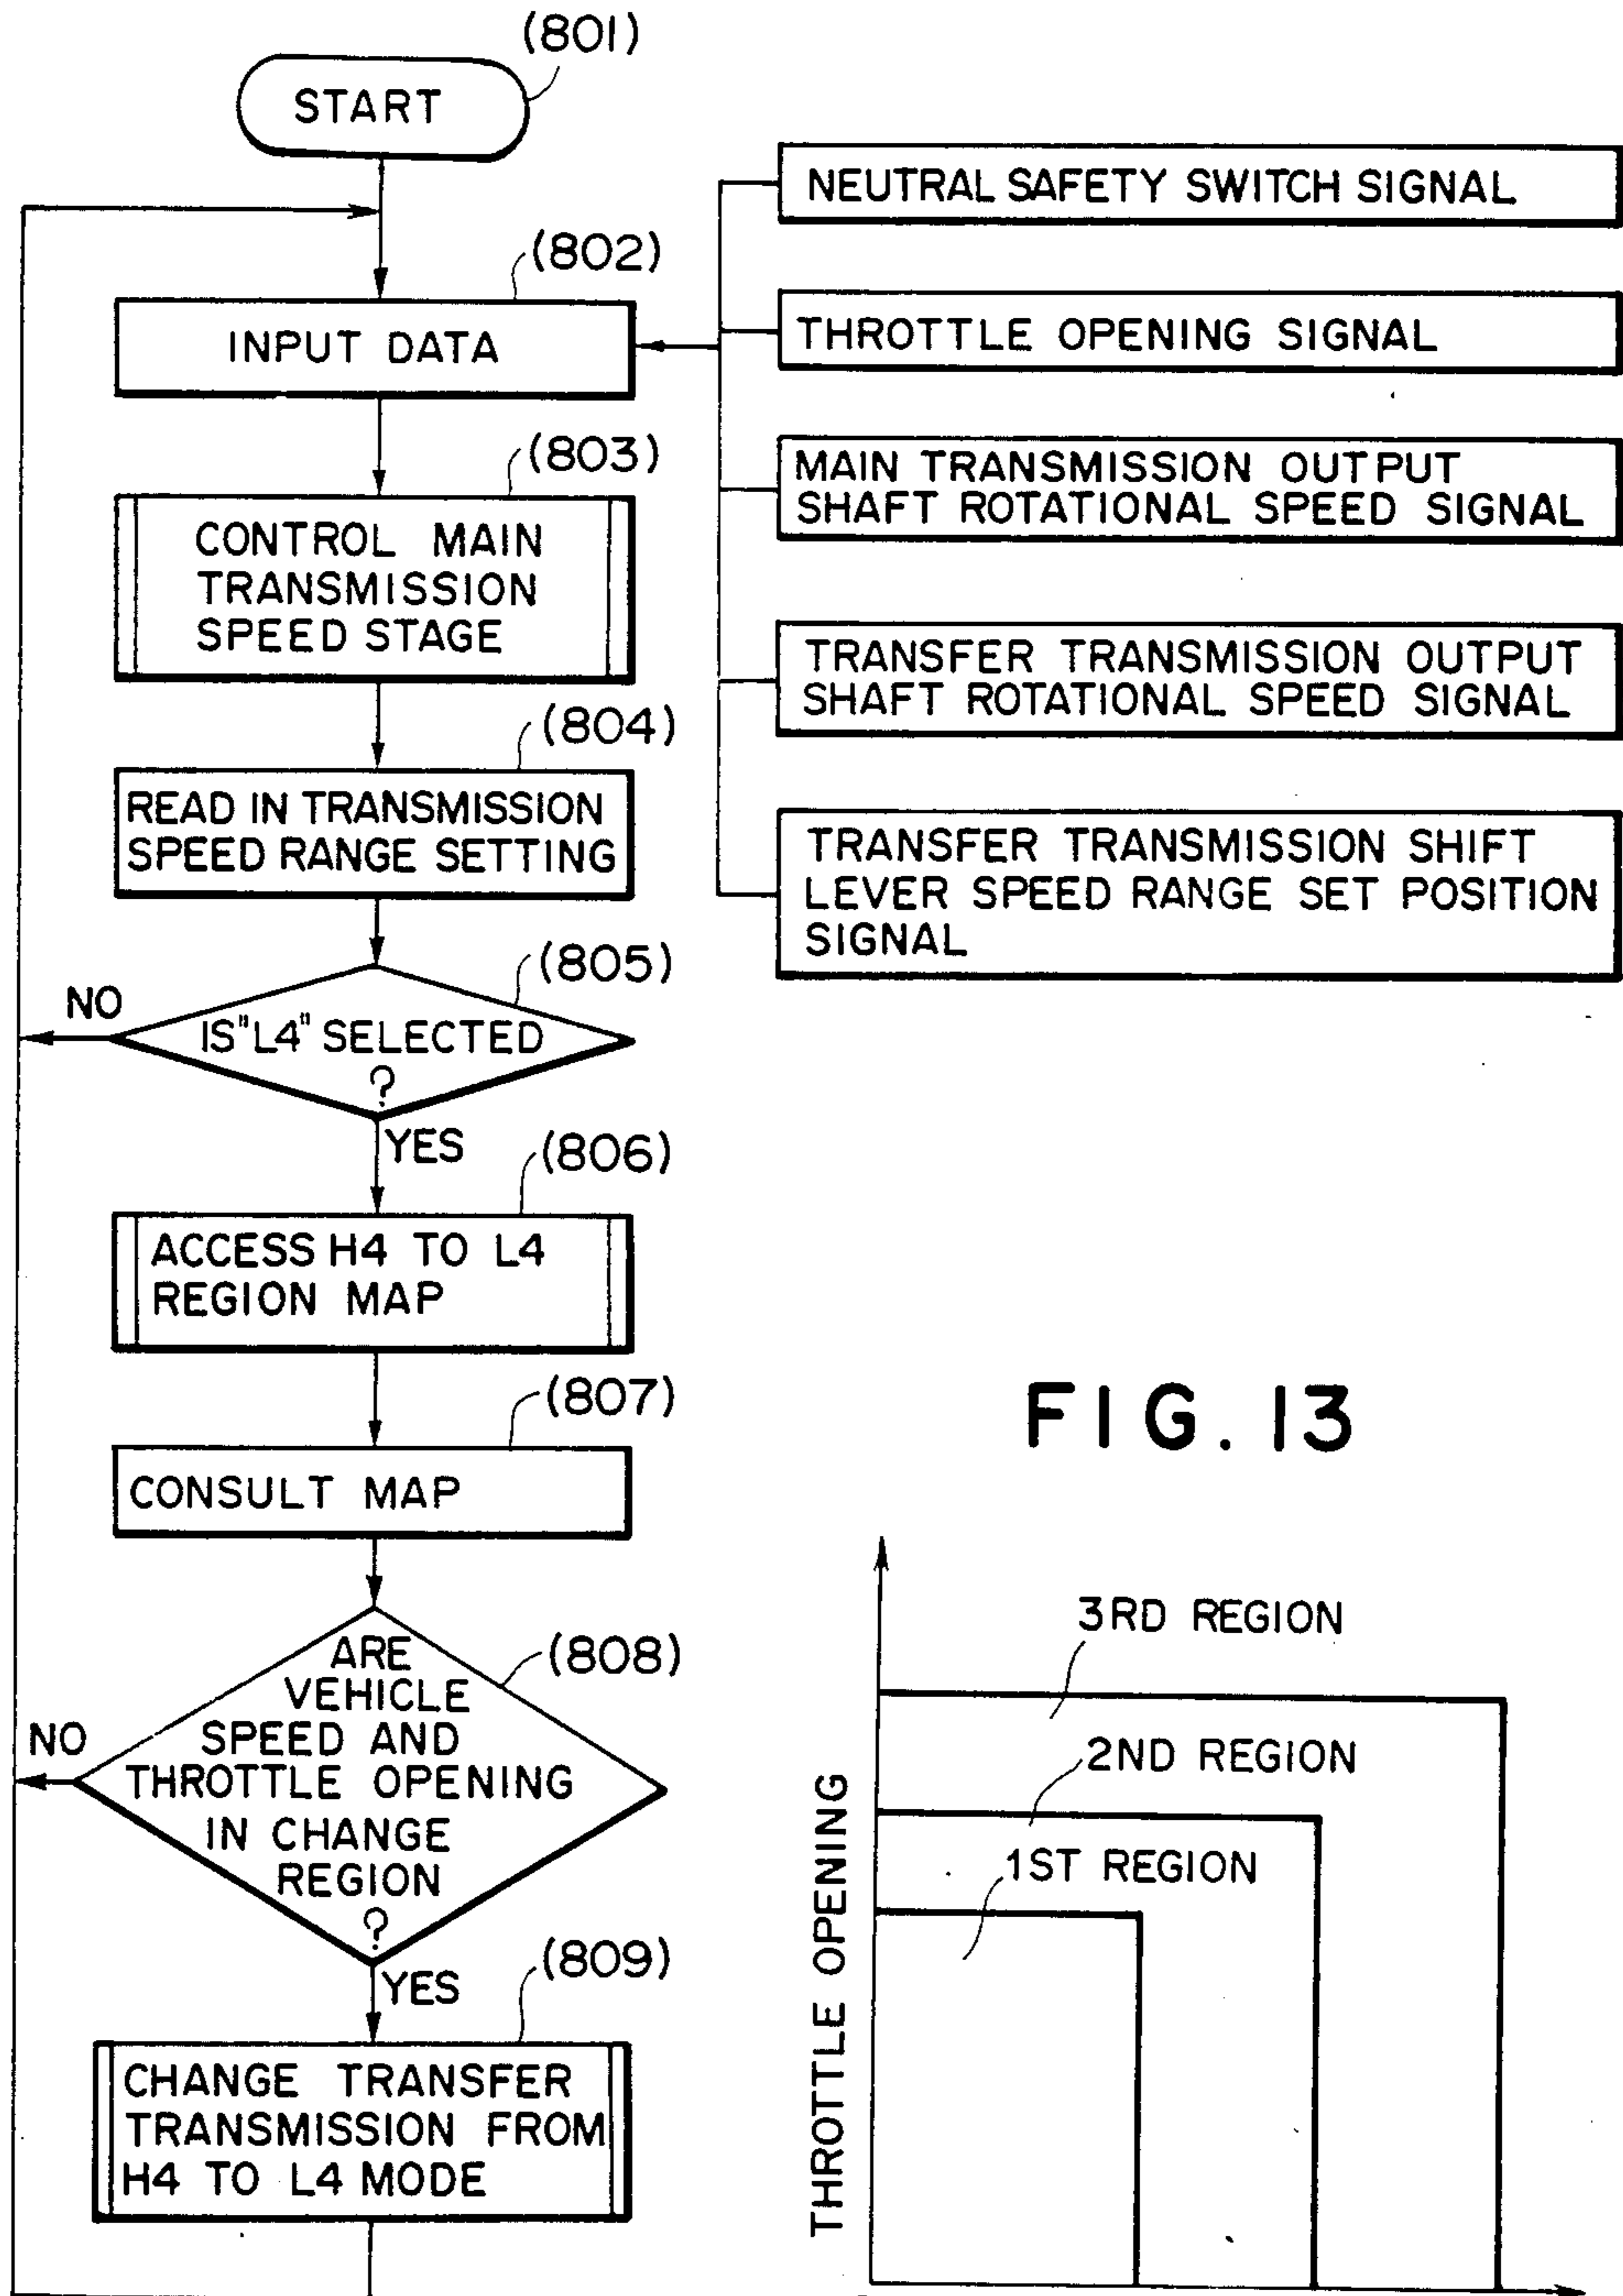 (801)
START
(802)
INPUT DATA
NEUTRAL SAFETY SWITCH SIGNAL
THROTTLE OPENING SIGNAL
MAIN TRANSMISSION OUTPUT
SHAFT ROTATIONAL SPEED SIGNAL
TRANSFER TRANSMISSION OUTPUT
SHAFT ROTATIONAL SPEED SIGNAL
TRANSFER TRANSMISSION SHIFT
LEVER SPEED RANGE SET POSITION
SIGNAL
(803)
CONTROL MAIN
TRANSMISSION
SPEED STAGE
(804)
READ IN TRANSMISSION
SPEED RANGE SETTING
(805)
NO
IS "L4" SELECTED
?
YES
(806)
ACCESS H4 TO L4
REGION MAP
(807)
CONSULT MAP
(808)
NO
ARE
VEHICLE
SPEED AND
THROTTLE OPENING
IN CHANGE
REGION
?
YES
(809)
CHANGE TRANSFER
TRANSMISSION FROM
H4 TO L4 MODE
FIG. 13
3RD REGION
2ND REGION
1ST REGION
THROTTLE OPENING